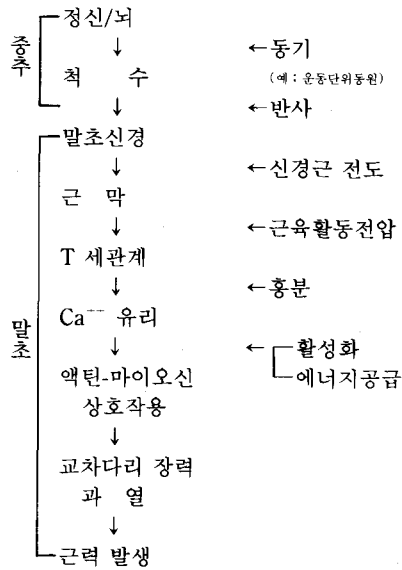 정신/뇌
중추
←동기
척 수
(예 : 운동단위동원)
←반사
말초신경
←신경근 전도
근 막
←근육활동전압
T 세관계
←흥분
말초
Ca⁻⁻ 유리
← 활성화
에너지공급
액틴-마이오신
상호작용
교차다리 장력
과 열
근력 발생